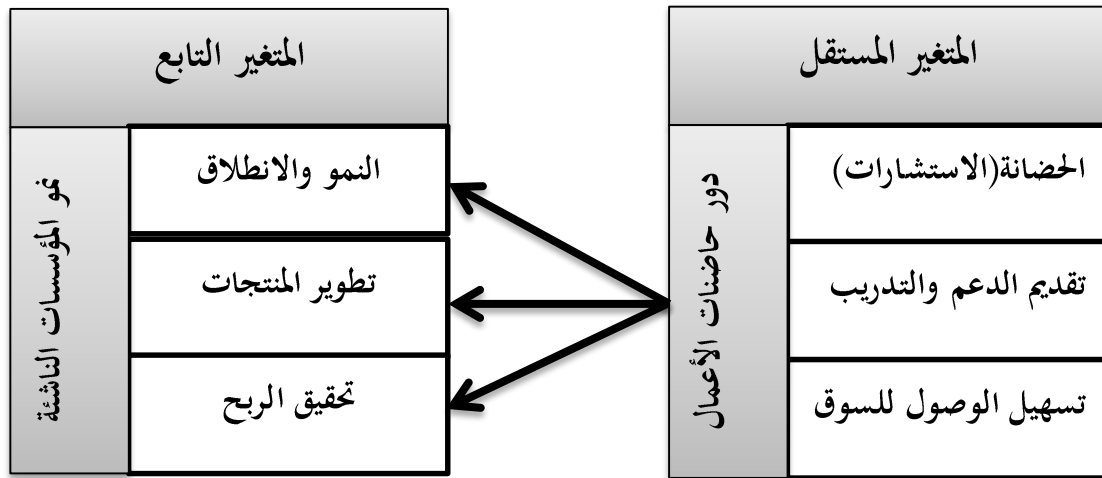 المتغير المستقل
دور حاضنات الأعمال
الحضانة(الاستشارات)
تقديم الدعم والتدريب
تسهيل الوصول للسوق
المتغير التابع
النمو والانطلاق
تطوير المنتجات
تحقيق الربح
نمو المؤسسات الناشئة